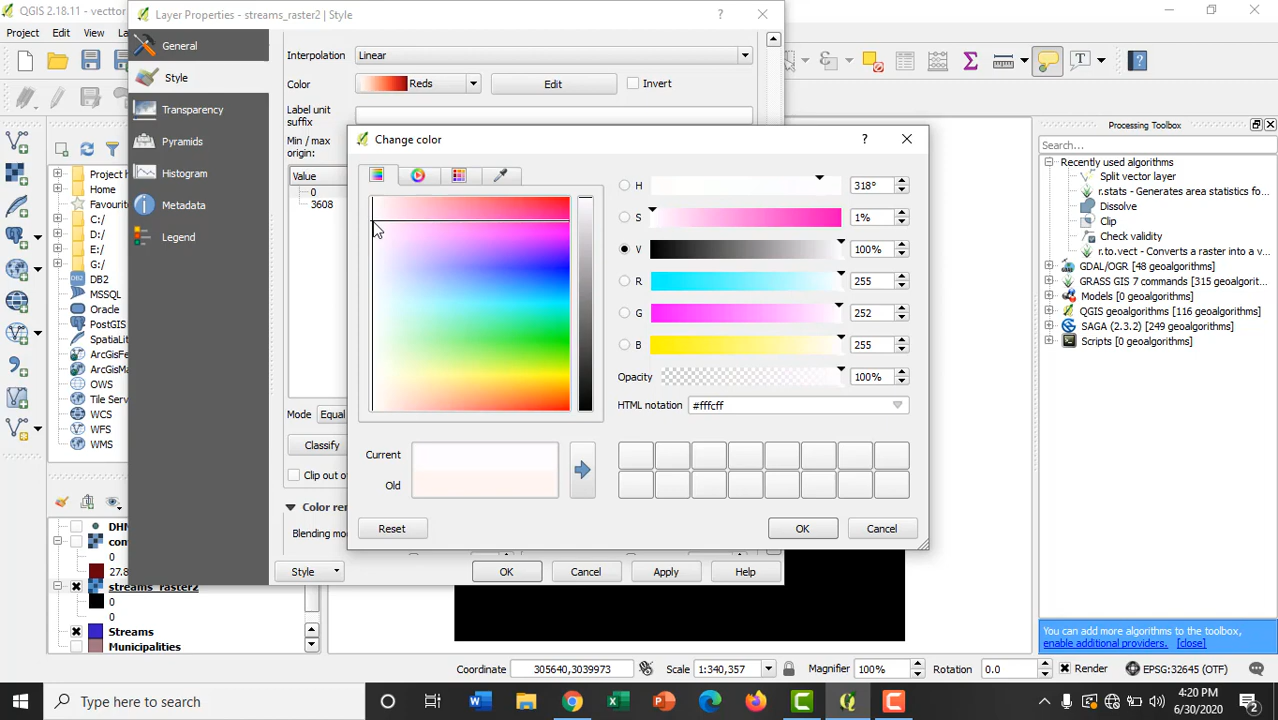 QGIS 2.18.11 - vecttor
Layer Properties - streams_raster2 | Style
Project Edit View La
General
Style
Transparency
Pyramids
Histogram
Metadata
Legend
Interpolation Linear
Color Reds Edit Invert
Label unit
suffix
Min / max
origin:
Value
0
3608
Mode Equal
Classify
Clip out o
Color re
Blending mo
Style OK Cancel Apply Help
Change color
H 318°
S 1%
V 100%
R 255
G 252
B 255
Opacity 100%
HTML notation #fffcff
Current
Old
Reset OK Cancel
Project H
Home
Favourite
C:/
D:/
E:/
G:/
DB2
MSSQL
Oracle
PostGIS
SpatiaLit
ArcGisFe
ArcGisMa
OWS
Tile Serv
WCS
WFS
WMS
DHM
con
0
27.8
streams_raster2
0
0
Streams
Municipalities
Processing Toolbox
Search...
Recently used algorithms
Split vector layer
r.stats - Generates area statistics fo
Dissolve
Clip
Check validity
r.to.vect - Converts a raster into a v
GDAL/OGR [48 geoalgorithms]
GRASS GIS 7 commands [315 geoalgorit...
Models [0 geoalgorithms]
QGIS geoalgorithms [116 geoalgorithms]
SAGA (2.3.2) [249 geoalgorithms]
Scripts [0 geoalgorithms]
You can add more algorithms to the toolbox,
enable additional providers. [close]
Coordinate 305640,3039973 Scale 1:340,357 Magnifier 100% Rotation 0.0 Render EPSG:32645 (OTF)
Type here to search
4:20 PM
6/30/2020
2